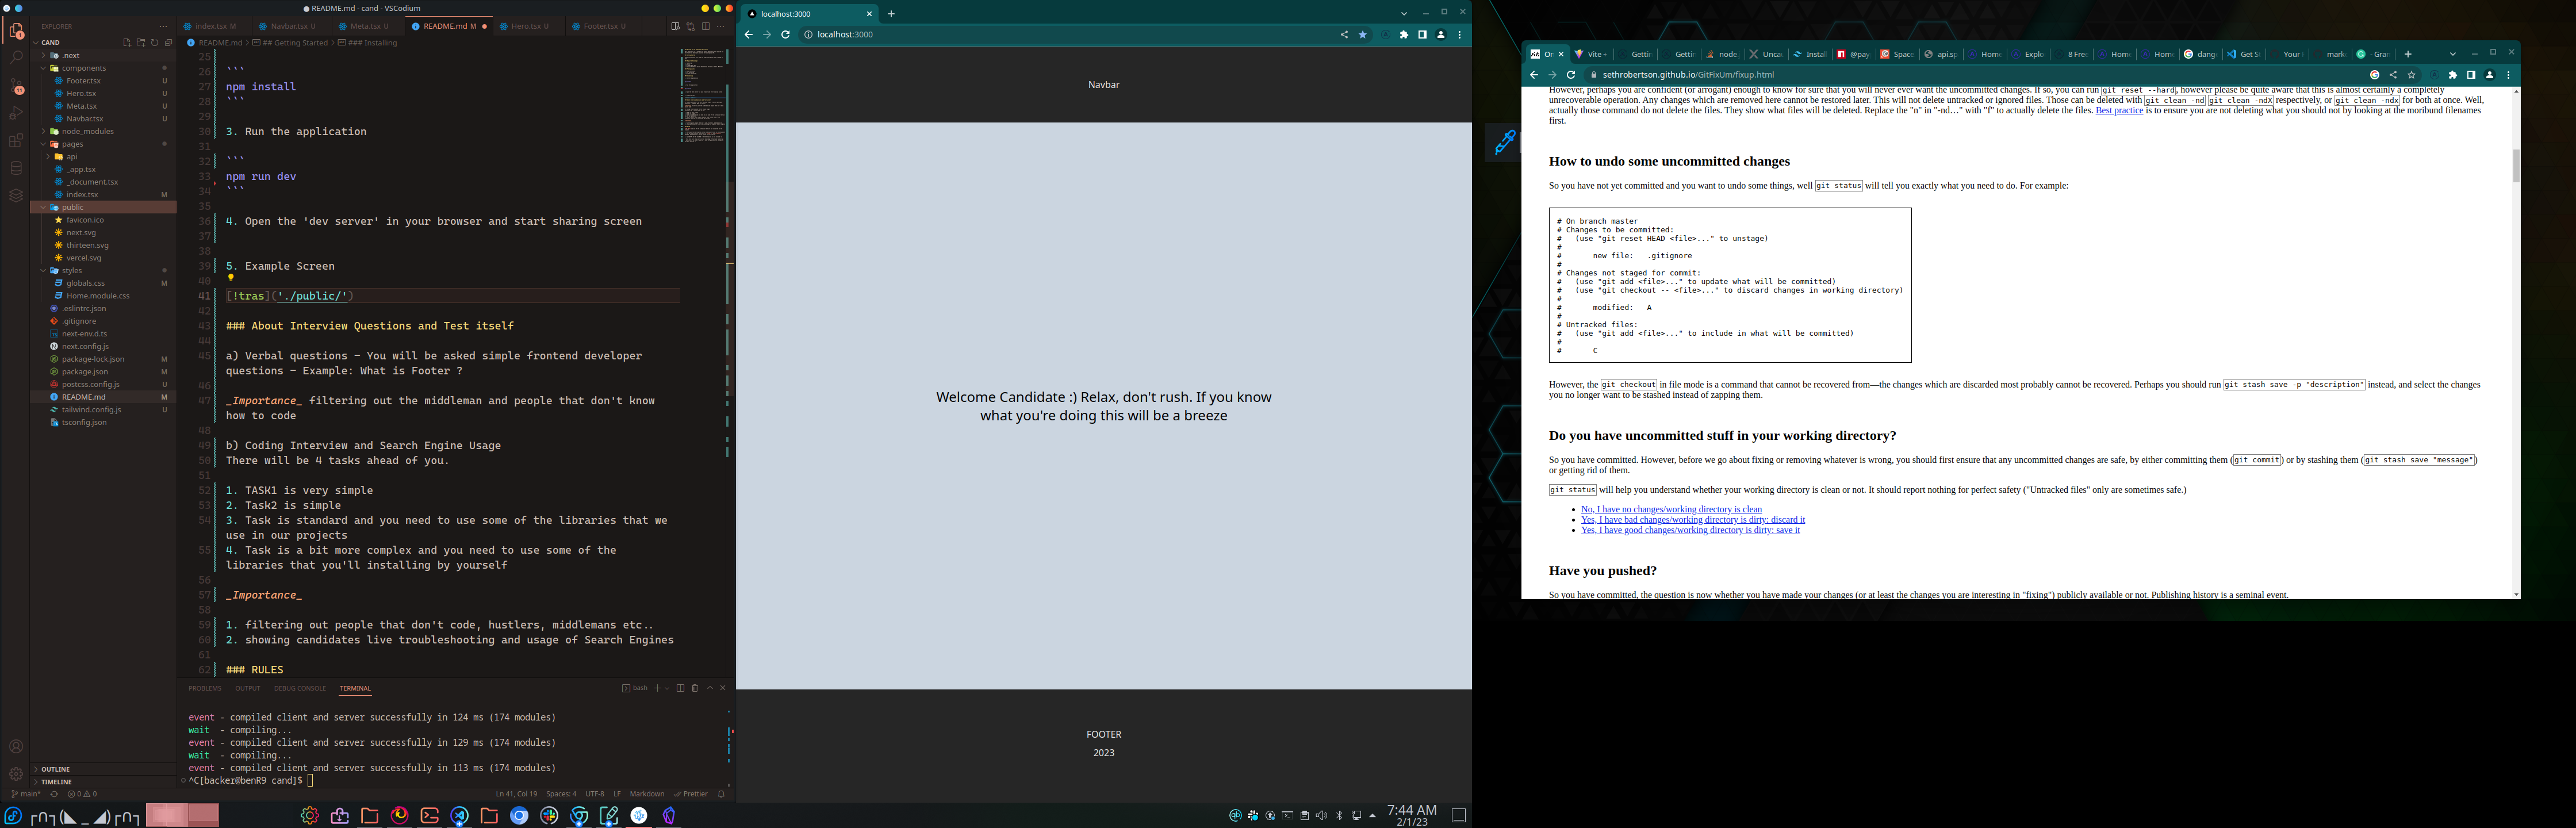 README.md - cand - VSCodium
EXPLORER
CAND
.next
components
Footer.tsx U
Hero.tsx U
Meta.tsx U
Navbar.tsx U
node_modules
pages
api
_app.tsx
_document.tsx
index.tsx M
public
favicon.ico
next.svg
thirteen.svg
vercel.svg
styles
globals.css M
Home.module.css
.eslintrc.json
.gitignore
next-env.d.ts
next.config.js
package-lock.json M
package.json M
postcss.config.js U
README.md M
tailwind.config.js U
tsconfig.json
OUTLINE
TIMELINE
index.tsx M
Navbar.tsx U
Meta.tsx U
README.md M
Hero.tsx U
Footer.tsx U
README.md > ## Getting Started > ### Installing
25
26 ```
27 npm install
28 ```
29
30 3. Run the application
31
32 ```
33 npm run dev
34 ```
35
36 4. Open the 'dev server' in your browser and start sharing screen
37
38
39 5. Example Screen
40
41 [!tras]('./public/')
42
43 ### About Interview Questions and Test itself
44
45 a) Verbal questions - You will be asked simple frontend developer
questions - Example: What is Footer ?
46
47 _Importance_ filtering out the middleman and people that don't know
how to code
48
49 b) Coding Interview and Search Engine Usage
50 There will be 4 tasks ahead of you.
51
52 1. TASK1 is very simple
53 2. Task2 is simple
54 3. Task is standard and you need to use some of the libraries that we
use in our projects
55 4. Task is a bit more complex and you need to use some of the
libraries that you'll installing by yourself
56
57 _Importance_
58
59 1. filtering out people that don't code, hustlers, middlemans etc..
60 2. showing candidates live troubleshooting and usage of Search Engines
61
62 ### RULES
PROBLEMS OUTPUT DEBUG CONSOLE TERMINAL
bash
event - compiled client and server successfully in 124 ms (174 modules)
wait - compiling...
event - compiled client and server successfully in 129 ms (174 modules)
wait - compiling...
event - compiled client and server successfully in 113 ms (174 modules)
^C[backer@benR9 cand]$
main* 0 0
Ln 41, Col 19 Spaces: 4 UTF-8 LF Markdown Prettier
localhost:3000
localhost:3000
Navbar
Welcome Candidate :) Relax, don't rush. If you know
what you're doing this will be a breeze
FOOTER
2023
7:44 AM
2/1/23
Or
Vite
Gettin
Gettin
node.
Unca
Install
@pay
Space
api.sp
Home
Explo
8 Free
Home
Home
dang
Get S
Your
mark
- Gra
sethrobertson.github.io/GitFixUm/fixup.html
However, perhaps you are confident (or arrogant) enough to know for sure that you will never ever want the uncommitted changes. If so, you can run git reset --hard, however please be quite aware that this is almost certainly a completely
unrecoverable operation. Any changes which are removed here cannot be restored later. This will not delete untracked or ignored files. Those can be deleted with git clean -nd git clean -ndX respectively, or git clean -ndx for both at once. Well,
actually those command do not delete the files. They show what files will be deleted. Replace the "n" in "-nd…" with "f" to actually delete the files. Best practice is to ensure you are not deleting what you should not by looking at the moribund filenames
first.
How to undo some uncommitted changes
So you have not yet committed and you want to undo some things, well git status will tell you exactly what you need to do. For example:
# On branch master
# Changes to be committed:
# (use "git reset HEAD <file>..." to unstage)
#
# new file: .gitignore
#
# Changes not staged for commit:
# (use "git add <file>..." to update what will be committed)
# (use "git checkout -- <file>..." to discard changes in working directory)
#
# modified: A
#
# Untracked files:
# (use "git add <file>..." to include in what will be committed)
#
# C
However, the git checkout in file mode is a command that cannot be recovered from—the changes which are discarded most probably cannot be recovered. Perhaps you should run git stash save -p "description" instead, and select the changes
you no longer want to be stashed instead of zapping them.
Do you have uncommitted stuff in your working directory?
So you have committed. However, before we go about fixing or removing whatever is wrong, you should first ensure that any uncommitted changes are safe, by either committing them (git commit) or by stashing them (git stash save "message")
or getting rid of them.
git status will help you understand whether your working directory is clean or not. It should report nothing for perfect safety ("Untracked files" only are sometimes safe.)
No, I have no changes/working directory is clean
Yes, I have bad changes/working directory is dirty: discard it
Yes, I have good changes/working directory is dirty: save it
Have you pushed?
So you have committed, the question is now whether you have made your changes (or at least the changes you are interesting in "fixing") publicly available or not. Publishing history is a seminal event.